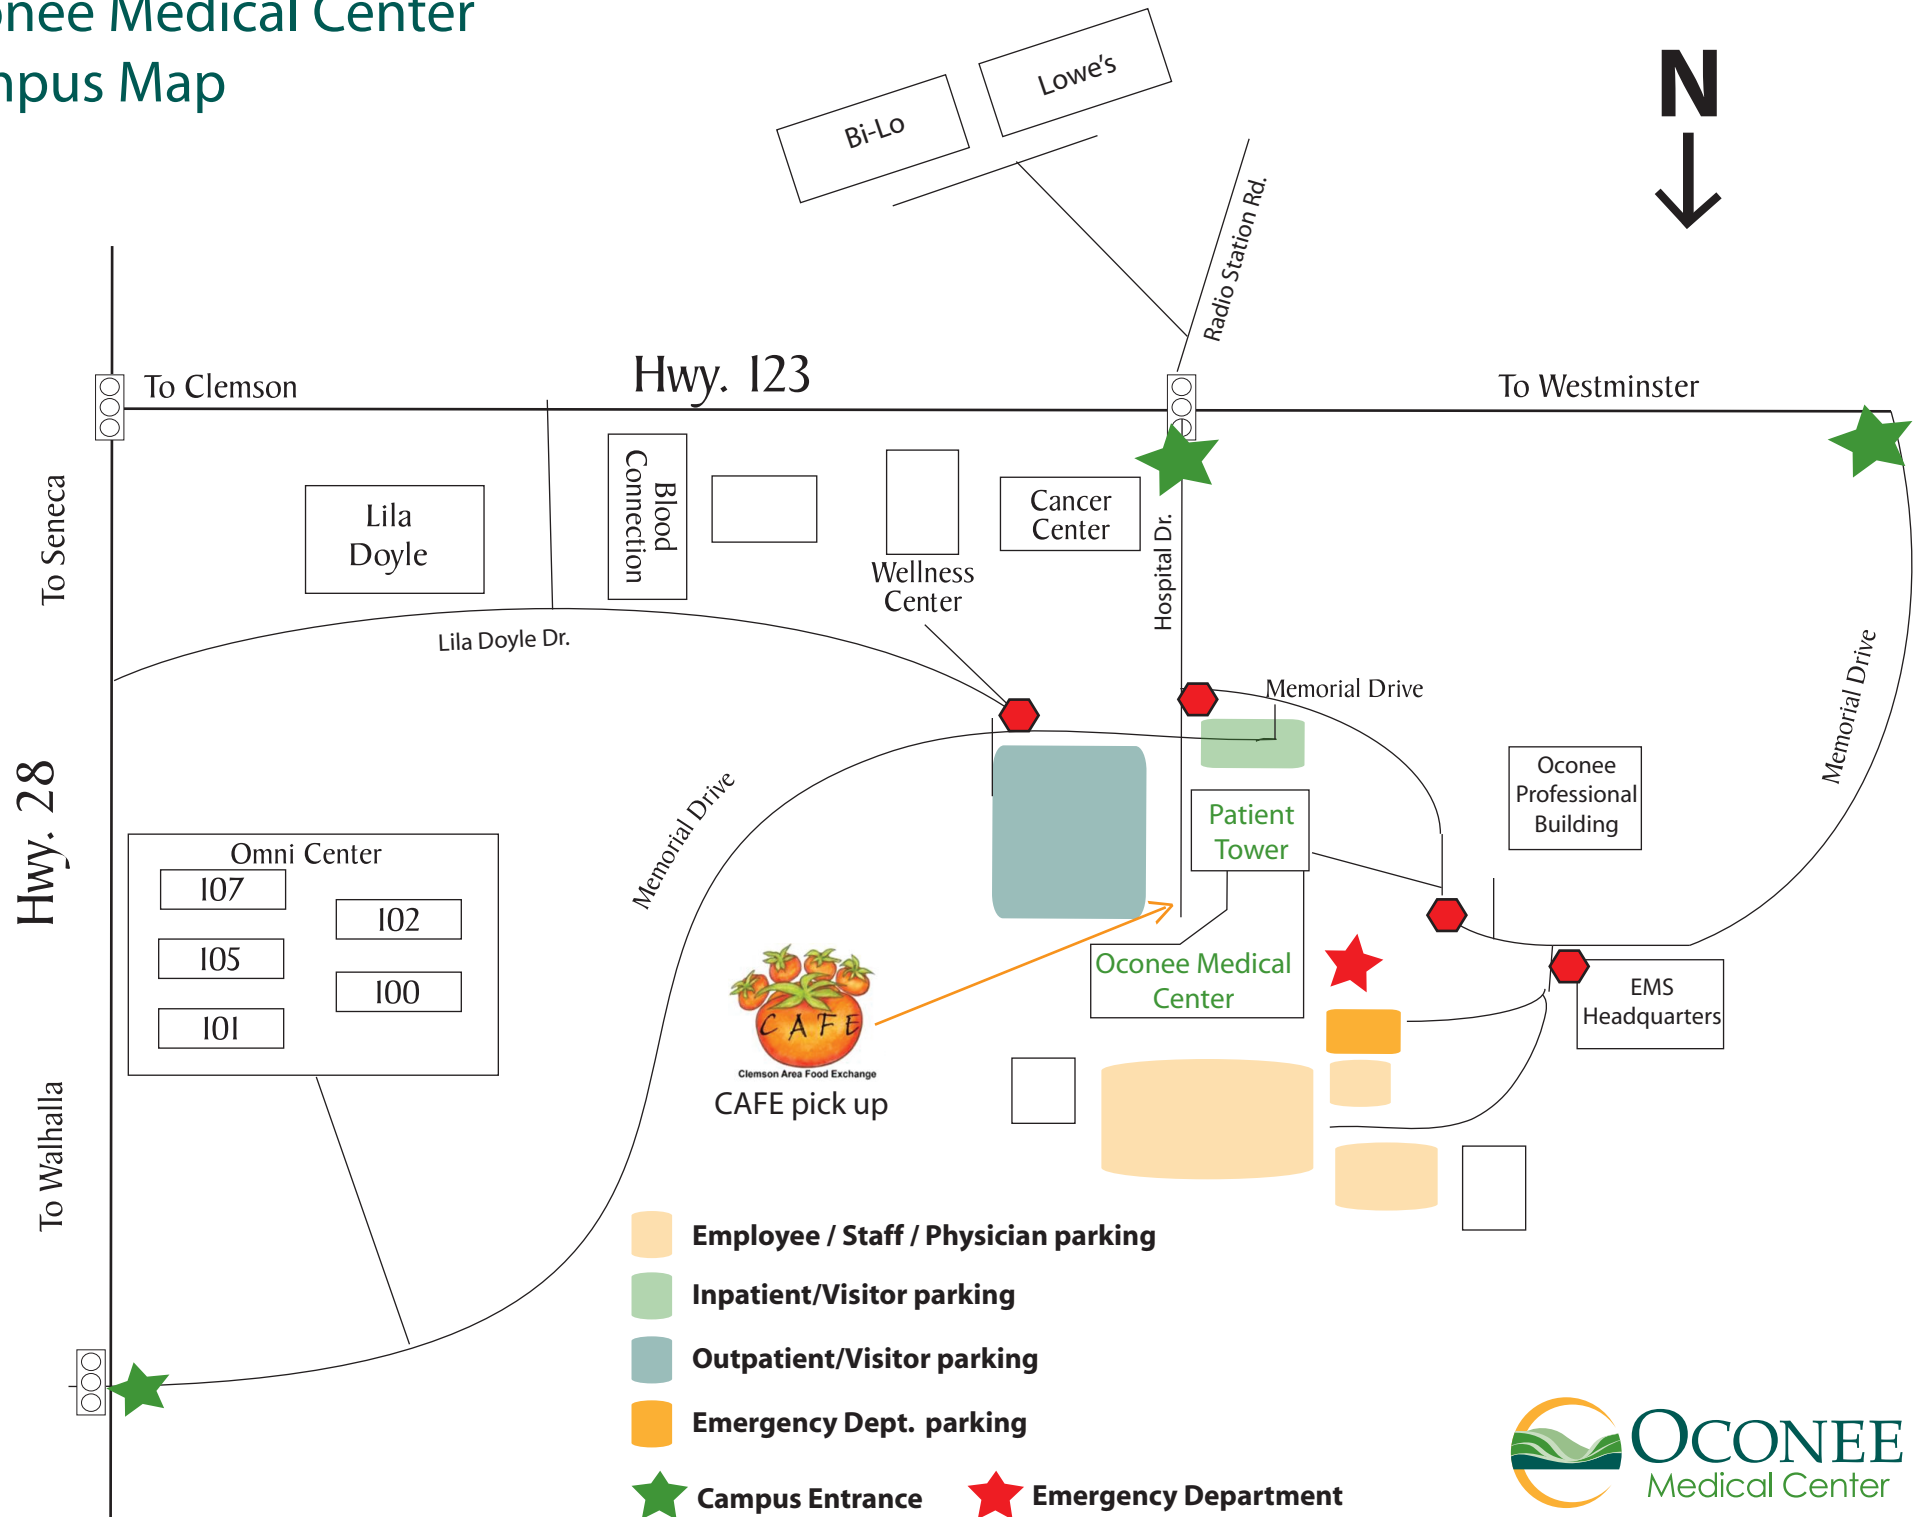 onee Medical Center
mpus Map
Lowe's
Bi-Lo
N
Radio Station Rd.
To Clemson
Hwy. 123
To Westminster
To Seneca
Lila
Doyle
Blood
Connection
Wellness
Center
Cancer
Center
Hospital Dr.
Lila Doyle Dr.
Memorial Drive
Memorial Drive
Memorial Drive
Hwy. 28
Omni Center
107
102
105
100
101
Patient
Tower
Oconee
Professional
Building
Oconee Medical
Center
EMS
Headquarters
CAFE
Clemson Area Food Exchange
CAFE pick up
To Walhalla
Employee / Staff / Physician parking
Inpatient/Visitor parking
Outpatient/Visitor parking
Emergency Dept. parking
Campus Entrance
Emergency Department
OCONEE
Medical Center